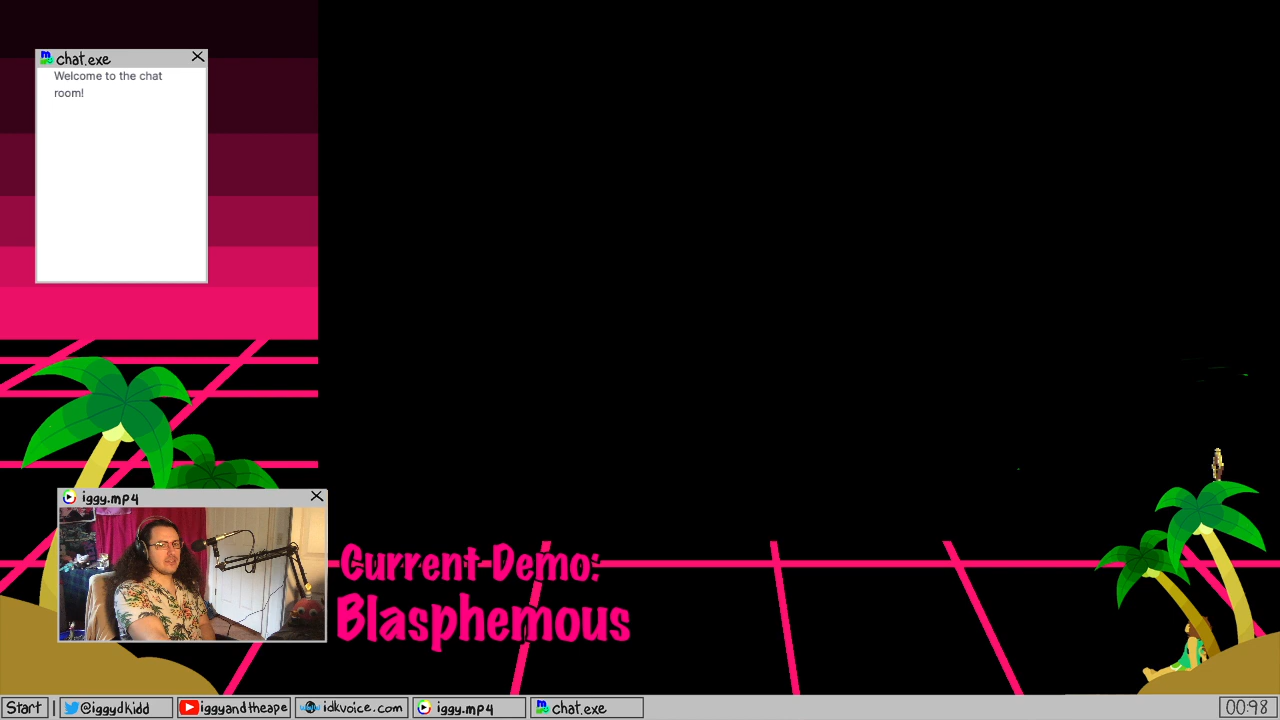 chat.exe
Welcome to the chat
room!
iggy.mp4
Current Demo:
Blasphemous
Start | @iggydkidd iggyandtheape www idkvoice.com iggy.mp4 chat.exe 00:98